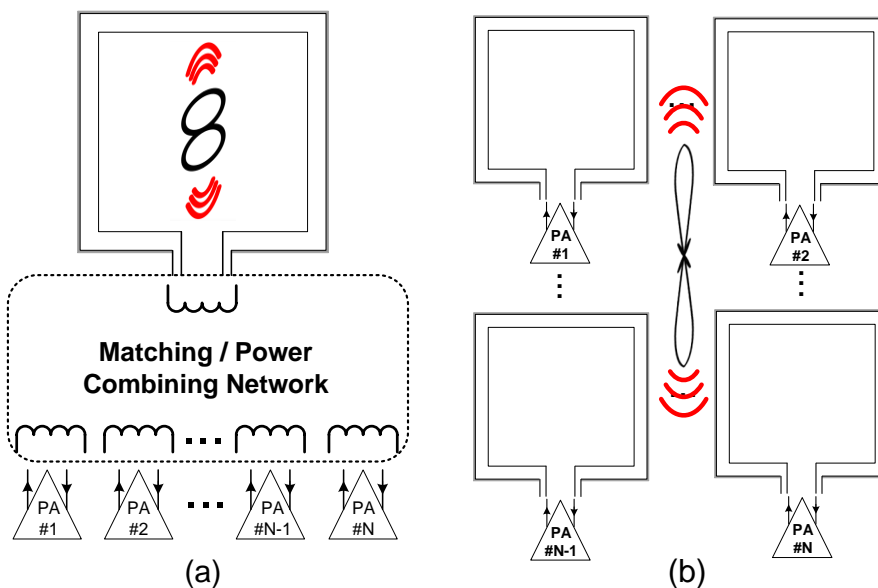 Matching / Power
Combining Network
...
PA
#1
PA
#2
...
PA
#N-1
PA
#N
(a)
...
PA
#1
PA
#2
...
...
...
PA
#N-1
PA
#N
(b)